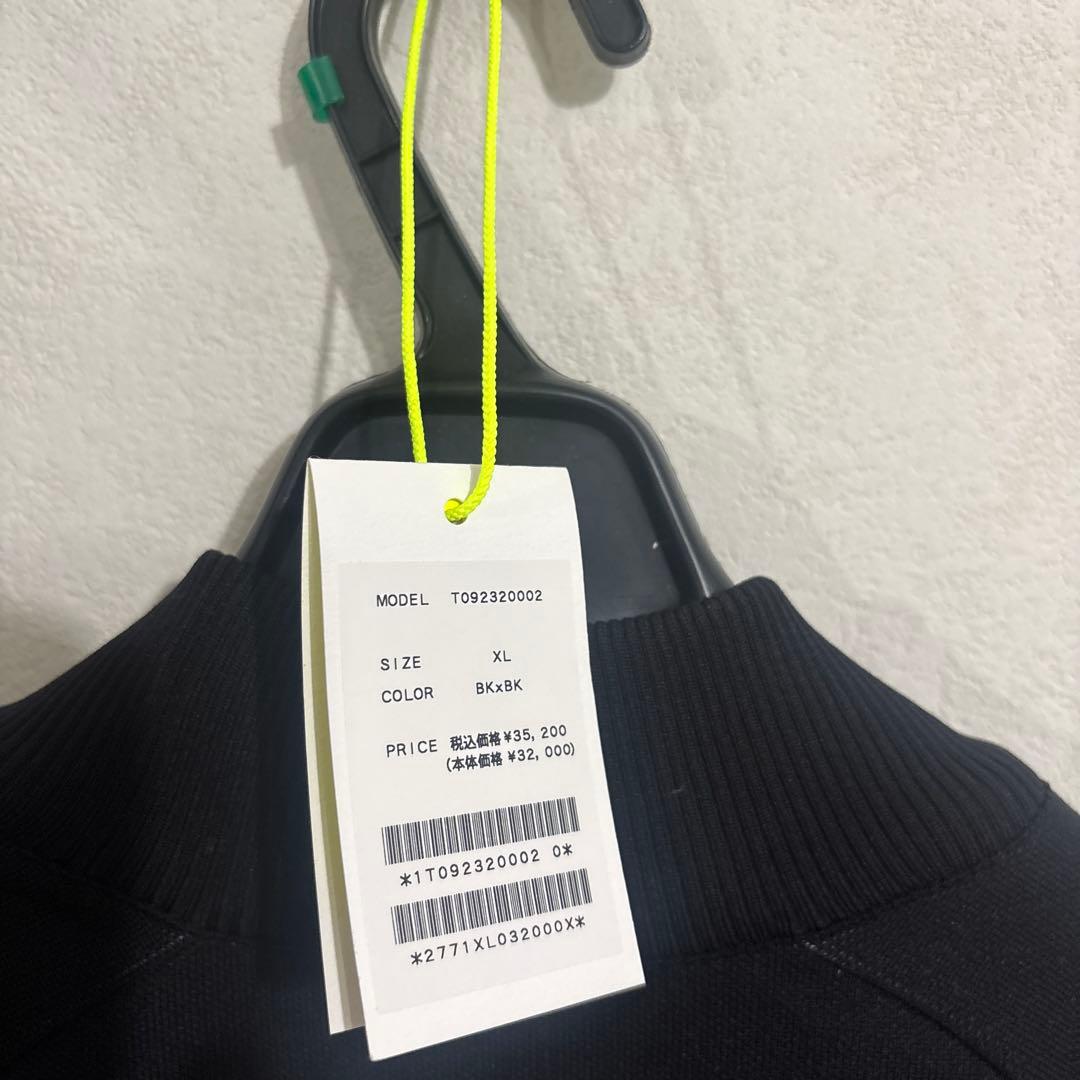 MODEL T092320002
SIZE XL
COLOR BKxBK
PRICE 税込価格 ¥35,200
(本体価格 ¥32,000)
*1T092320002 0*
*2771XL032000X*